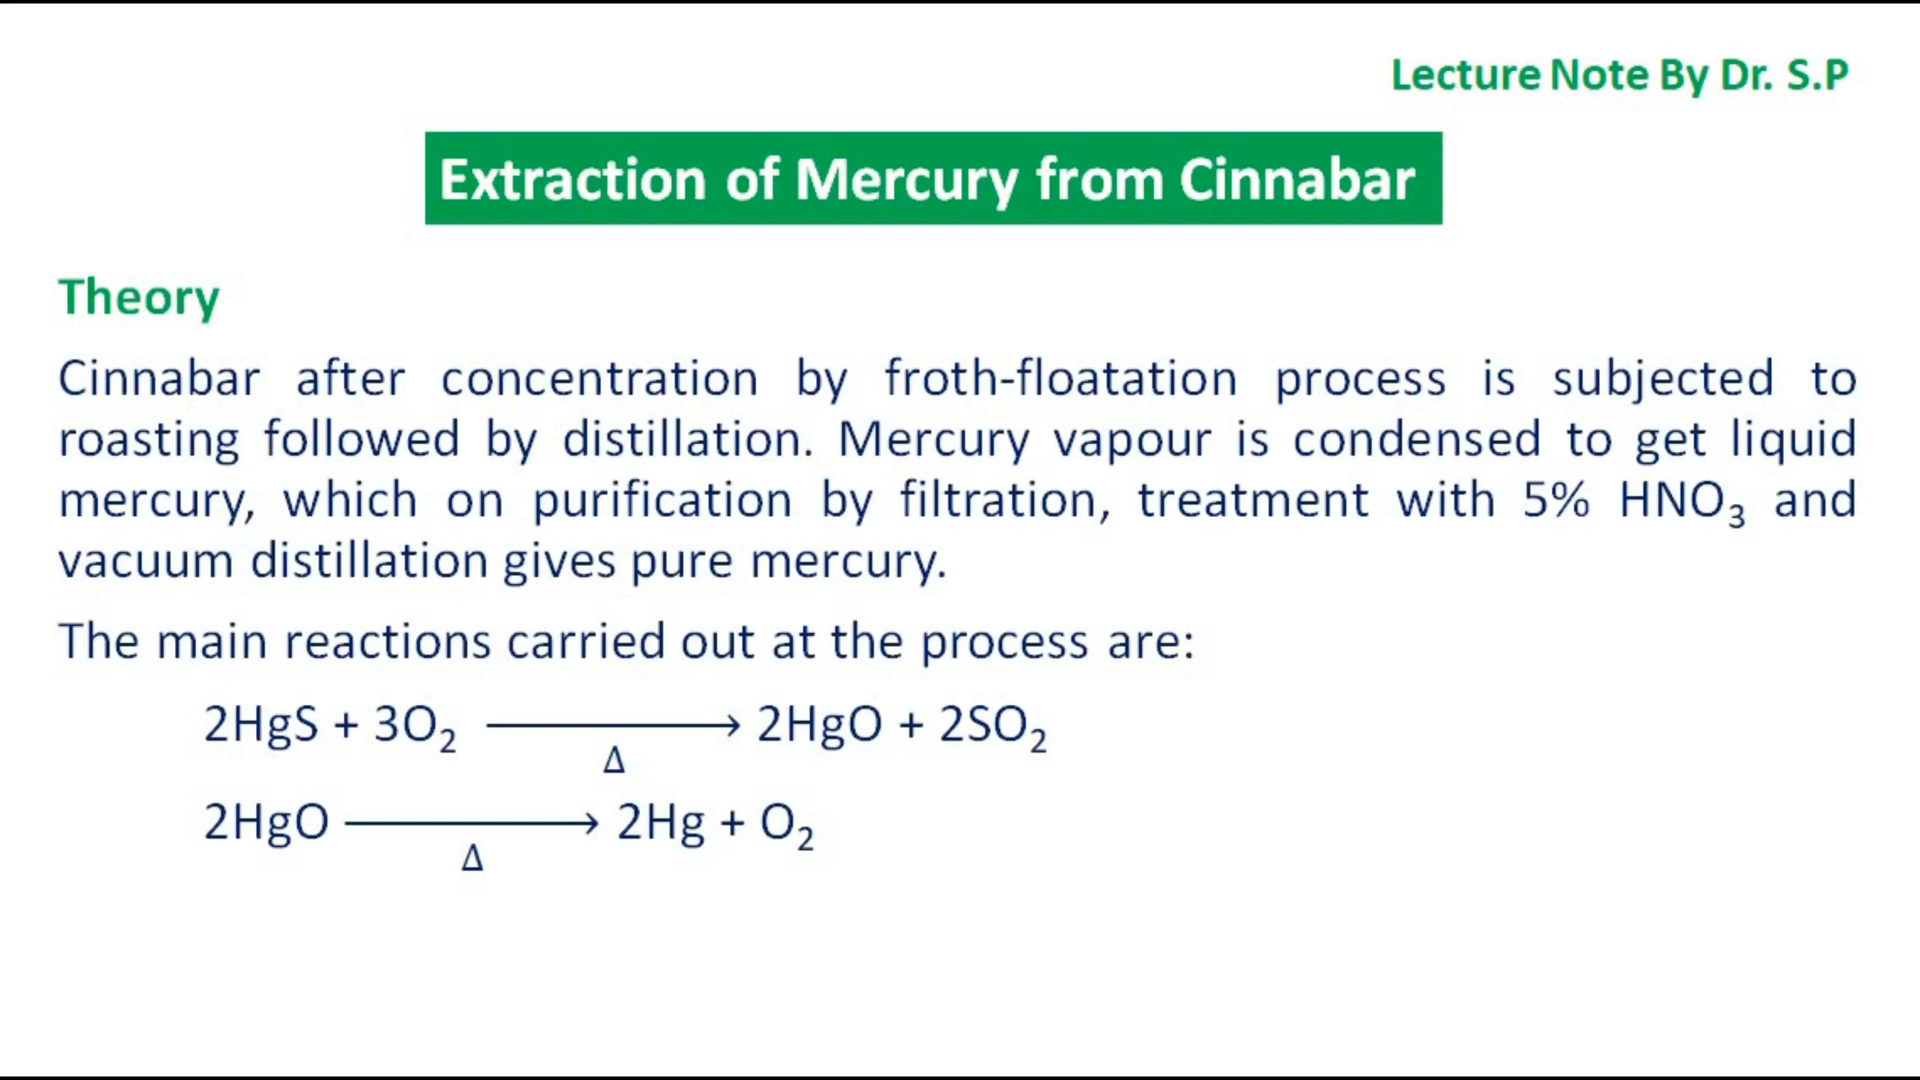 Lecture Note By Dr. S.P
Extraction of Mercury from Cinnabar
Theory
Cinnabar after concentration by froth-floatation process is subjected to
roasting followed by distillation. Mercury vapour is condensed to get liquid
mercury, which on purification by filtration, treatment with 5% HNO₃ and
vacuum distillation gives pure mercury.
The main reactions carried out at the process are:
2HgS + 3O₂ ⟶ 2HgO + 2SO₂
Δ
2HgO ⟶ 2Hg + O₂
Δ